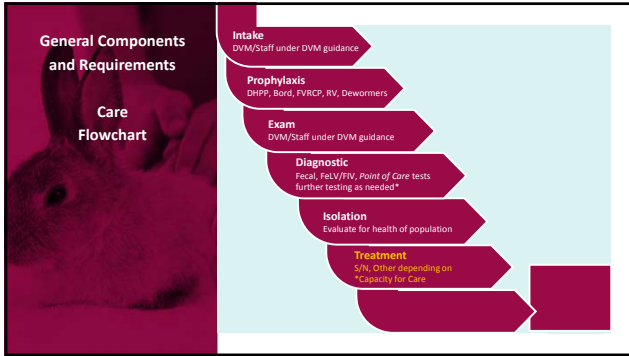 General Components
and Requirements
Care
Flowchart
Intake
DVM/Staff under DVM guidance
Prophylaxis
DHPP, Bord, FVRCP, RV, Dewormers
Exam
DVM/Staff under DVM guidance
Diagnostic
Fecal, FeLV/FIV, Point of Care tests
further testing as needed*
Isolation
Evaluate for health of population
Treatment
S/N, Other depending on
*Capacity for Care